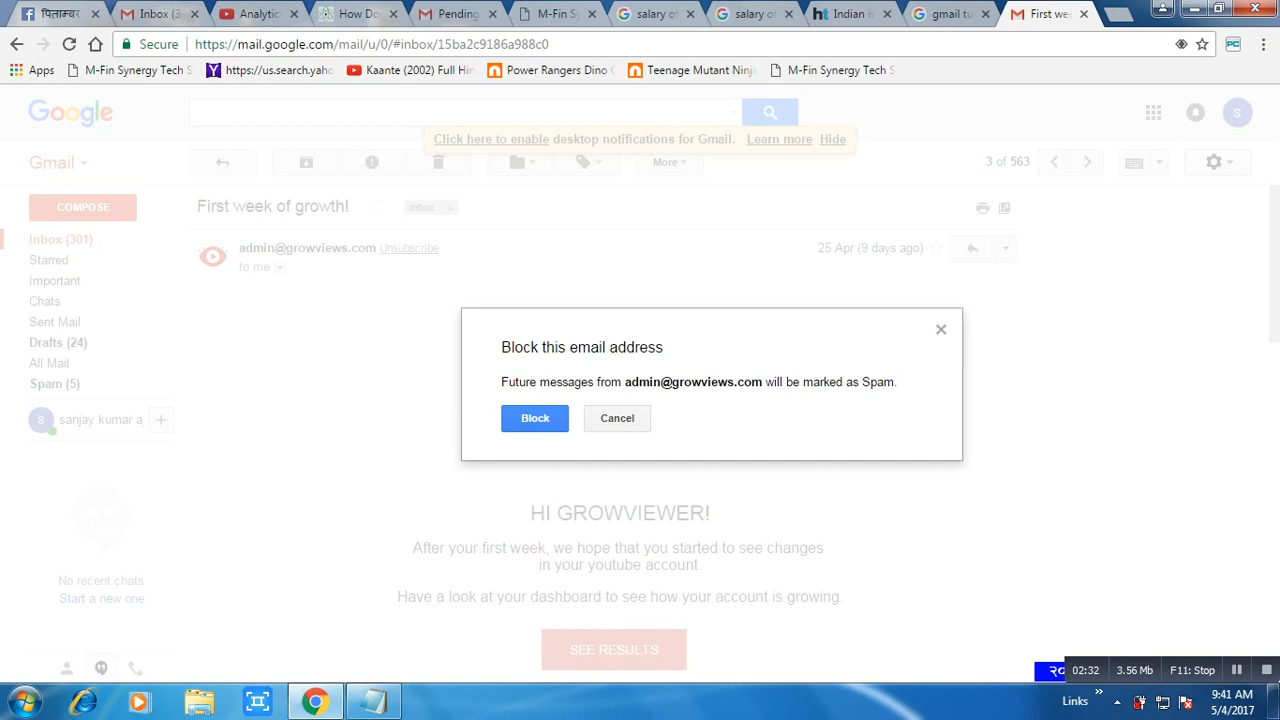 पिताम्बर
Inbox (3
Analytic
How Do
Pending
M-Fin Sy
salary o
salary o
Indian is
gmail tu
First wee
Secure
https://mail.google.com/mail/u/0/#inbox/15ba2c9186a988c0
Apps
M-Fin Synergy Tech S
https://us.search.yaho
Kaante (2002) Full Hin
Power Rangers Dino C
Teenage Mutant Ninj
M-Fin Synergy Tech S
Google
Click here to enable desktop notifications for Gmail. Learn more Hide
Gmail
More
3 of 563
COMPOSE
First week of growth!
Inbox x
Inbox (301)
admin@growviews.com Unsubscribe
25 Apr (9 days ago)
Starred
to me
Important
Chats
Sent Mail
Drafts (24)
All Mail
Spam (5)
sanjay kumar a
Block this email address
Future messages from admin@growviews.com will be marked as Spam.
Block
Cancel
HI GROWVIEWER!
After your first week, we hope that you started to see changes
in your youtube account.
Have a look at your dashboard to see how your account is growing.
SEE RESULTS
No recent chats
Start a new one
02:32
3.56 Mb
F11: Stop
Links
9:41 AM
5/4/2017